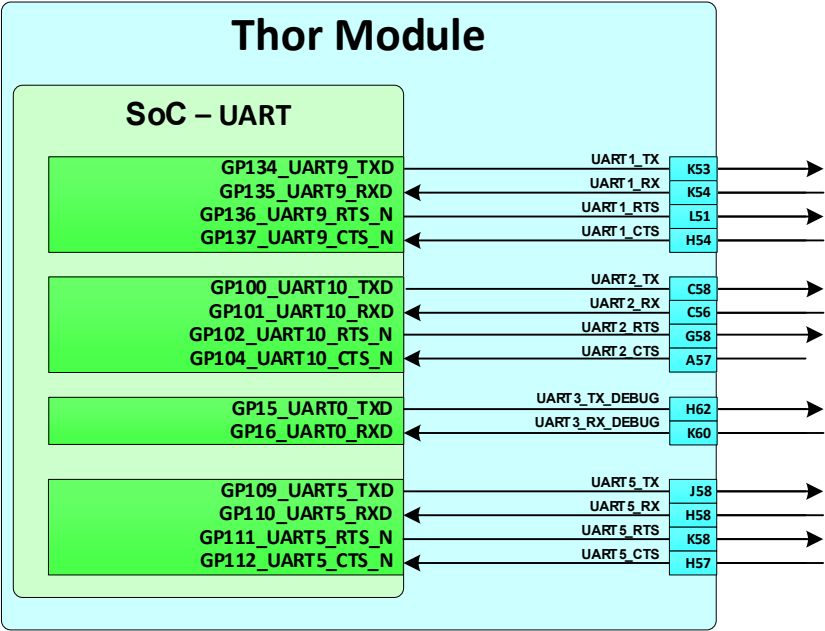 Thor Module
SoC – UART
GP134_UART9_TXD UART1_TX K53
GP135_UART9_RXD UART1_RX K54
GP136_UART9_RTS_N UART1_RTS L51
GP137_UART9_CTS_N UART1_CTS H54
GP100_UART10_TXD UART2_TX C58
GP101_UART10_RXD UART2_RX C56
GP102_UART10_RTS_N UART2_RTS G58
GP104_UART10_CTS_N UART2_CTS A57
GP15_UART0_TXD UART3_TX_DEBUG H62
GP16_UART0_RXD UART3_RX_DEBUG K60
GP109_UART5_TXD UART5_TX J58
GP110_UART5_RXD UART5_RX H58
GP111_UART5_RTS_N UART5_RTS K58
GP112_UART5_CTS_N UART5_CTS H57